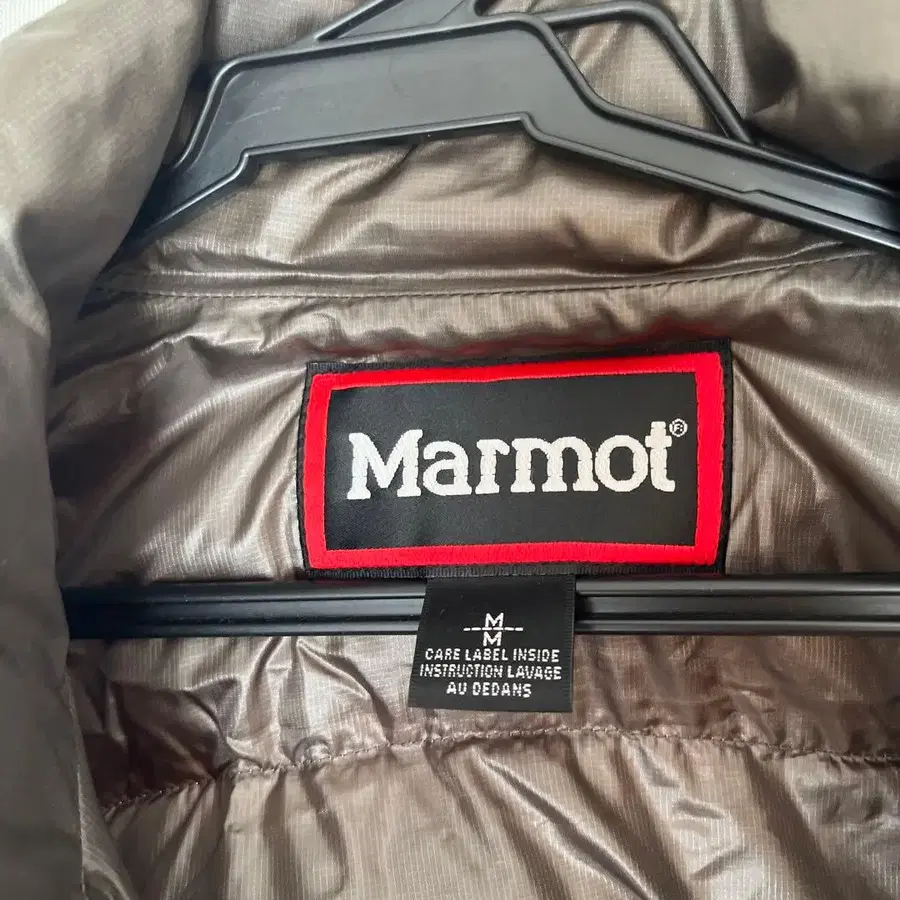 Marmot®
M
M
CARE LABEL INSIDE
INSTRUCTION LAVAGE
AU DEDANS